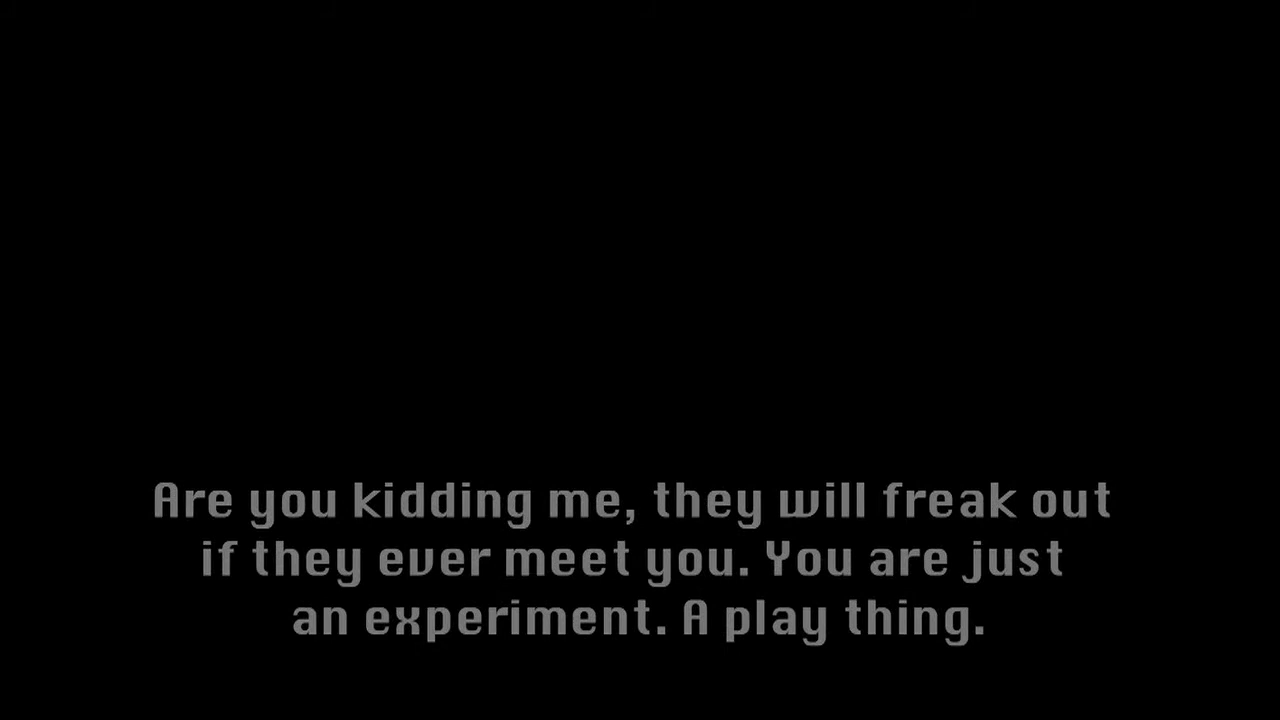 Are you kidding me, they will freak out
if they ever meet you. You are just
an experiment. A play thing.